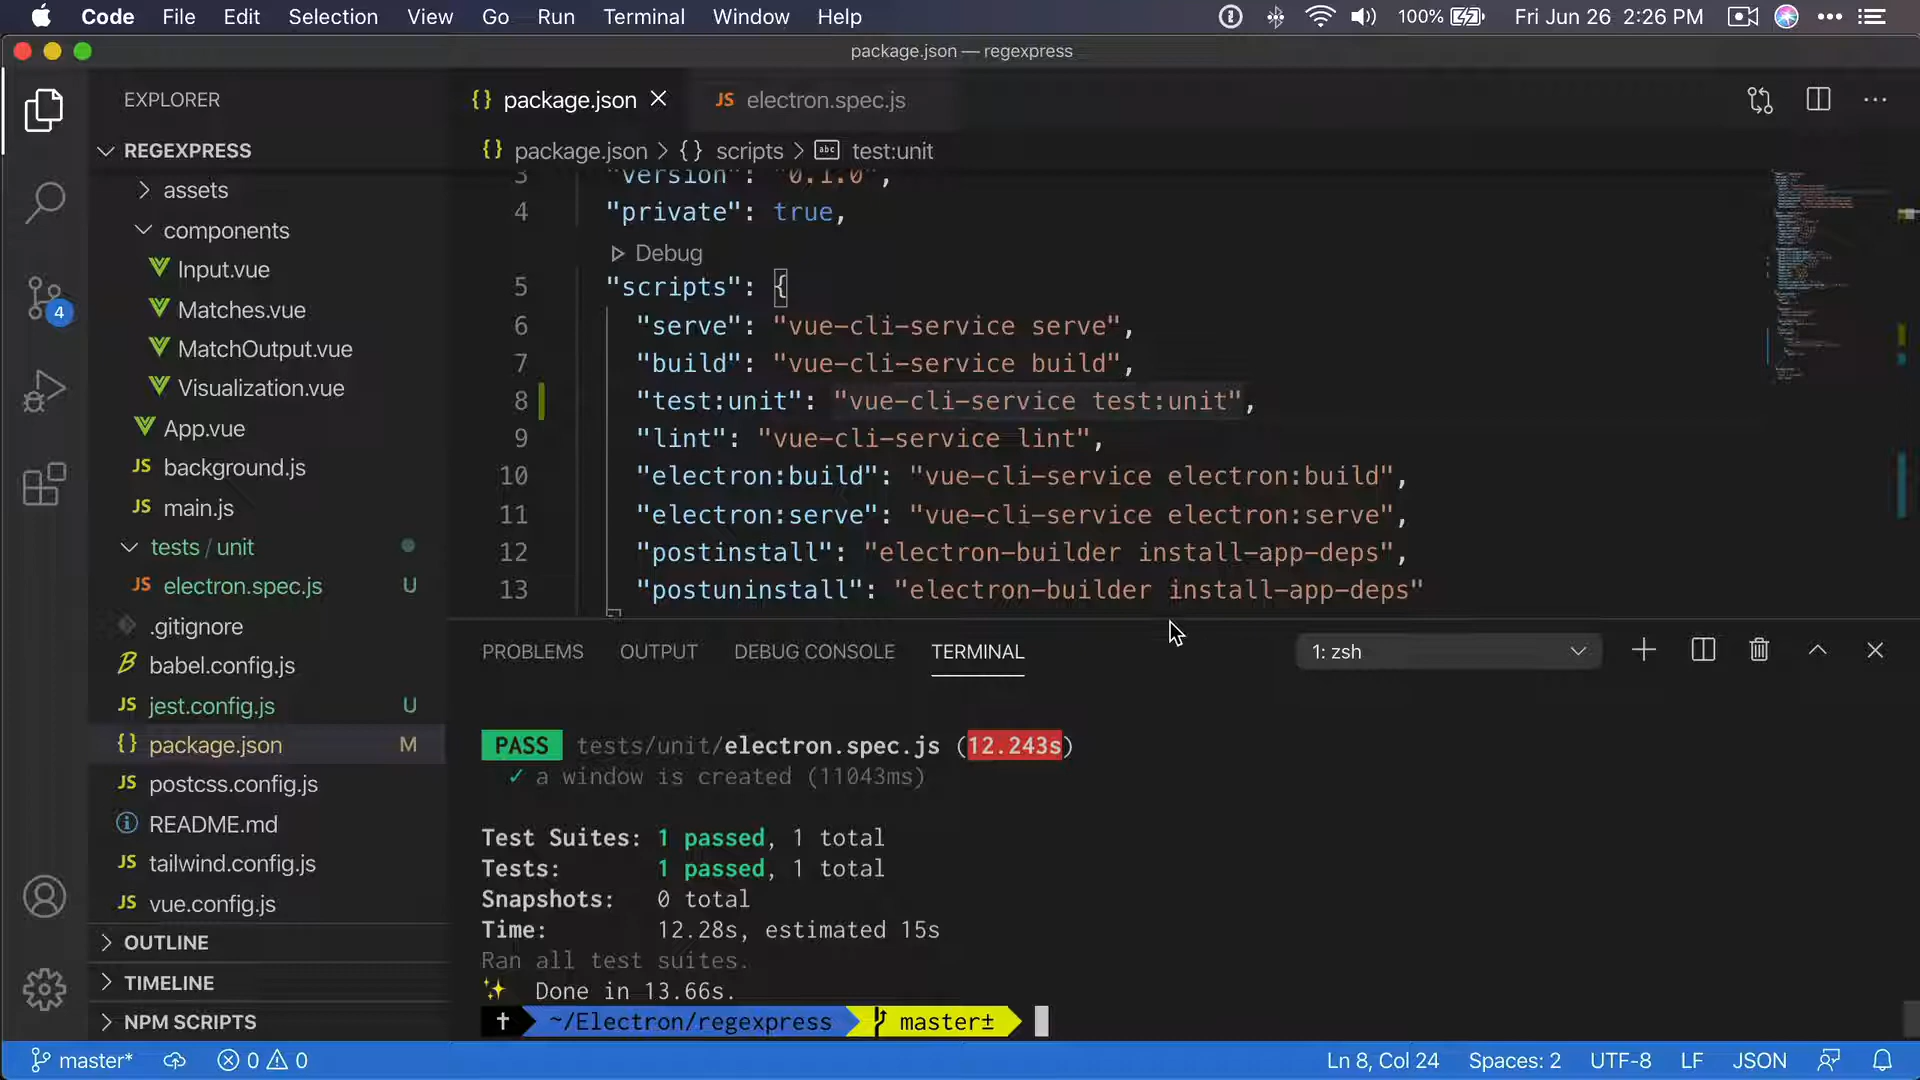 Code File Edit Selection View Go Run Terminal Window Help 100% Fri Jun 26 2:26 PM
package.json — regexpress
EXPLORER
REGEXPRESS
assets
components
Input.vue
Matches.vue
MatchOutput.vue
Visualization.vue
App.vue
JS background.js
JS main.js
tests / unit
JS electron.spec.js U
.gitignore
babel.config.js
JS jest.config.js U
{} package.json M
JS postcss.config.js
README.md
JS tailwind.config.js
JS vue.config.js
OUTLINE
TIMELINE
NPM SCRIPTS
4
{} package.json JS electron.spec.js
{} package.json > {} scripts > abc test:unit
3 "version": "0.1.0",
4 "private": true,
Debug
5 "scripts": {
6 "serve": "vue-cli-service serve",
7 "build": "vue-cli-service build",
8 "test:unit": "vue-cli-service test:unit",
9 "lint": "vue-cli-service lint",
10 "electron:build": "vue-cli-service electron:build",
11 "electron:serve": "vue-cli-service electron:serve",
12 "postinstall": "electron-builder install-app-deps",
13 "postuninstall": "electron-builder install-app-deps"
PROBLEMS OUTPUT DEBUG CONSOLE TERMINAL 1: zsh
PASS tests/unit/electron.spec.js (12.243s)
✓ a window is created (11043ms)
Test Suites: 1 passed, 1 total
Tests: 1 passed, 1 total
Snapshots: 0 total
Time: 12.28s, estimated 15s
Ran all test suites.
✨ Done in 13.66s.
† ~/Electron/regexpress master±
master* 0 0 Ln 8, Col 24 Spaces: 2 UTF-8 LF JSON